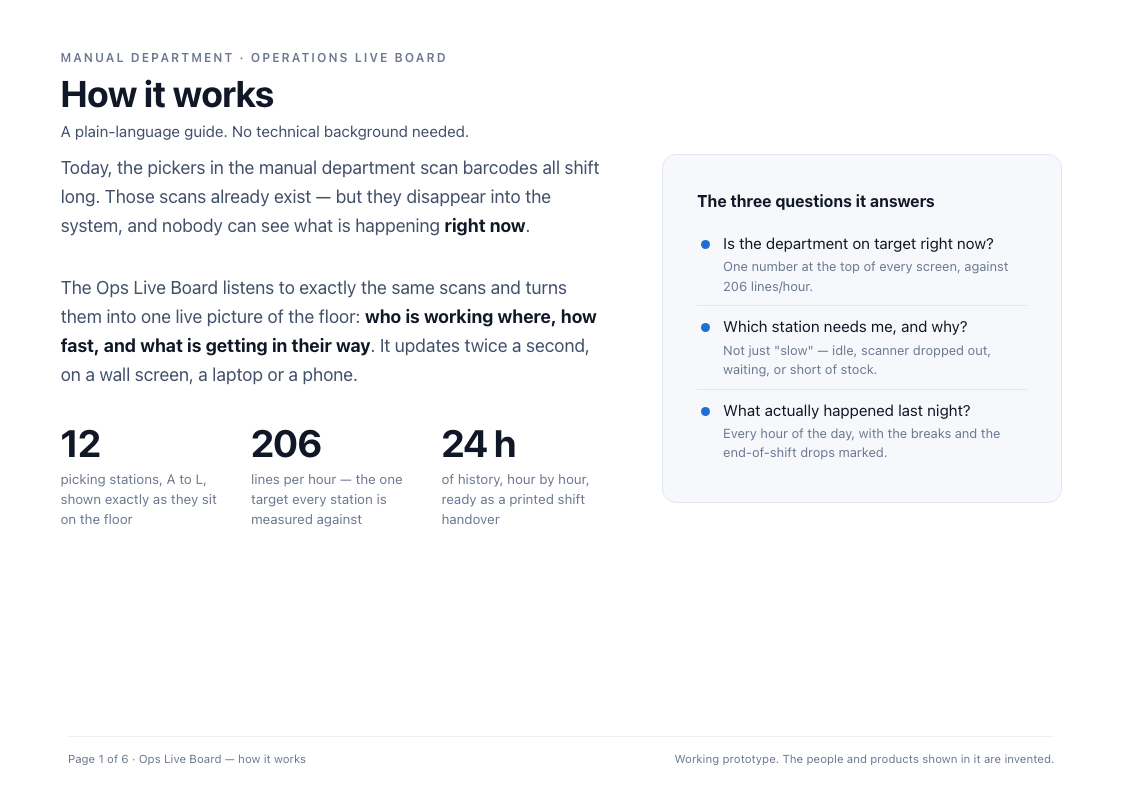 MANUAL DEPARTMENT · OPERATIONS LIVE BOARD
How it works
A plain-language guide. No technical background needed.
Today, the pickers in the manual department scan barcodes all shift
long. Those scans already exist — but they disappear into the
system, and nobody can see what is happening right now.
The Ops Live Board listens to exactly the same scans and turns
them into one live picture of the floor: who is working where, how
fast, and what is getting in their way. It updates twice a second,
on a wall screen, a laptop or a phone.
12
picking stations, A to L,
shown exactly as they sit
on the floor
206
lines per hour — the one
target every station is
measured against
24 h
of history, hour by hour,
ready as a printed shift
handover
The three questions it answers
Is the department on target right now?
One number at the top of every screen, against
206 lines/hour.
Which station needs me, and why?
Not just "slow" — idle, scanner dropped out,
waiting, or short of stock.
What actually happened last night?
Every hour of the day, with the breaks and the
end-of-shift drops marked.
Page 1 of 6 · Ops Live Board — how it works
Working prototype. The people and products shown in it are invented.